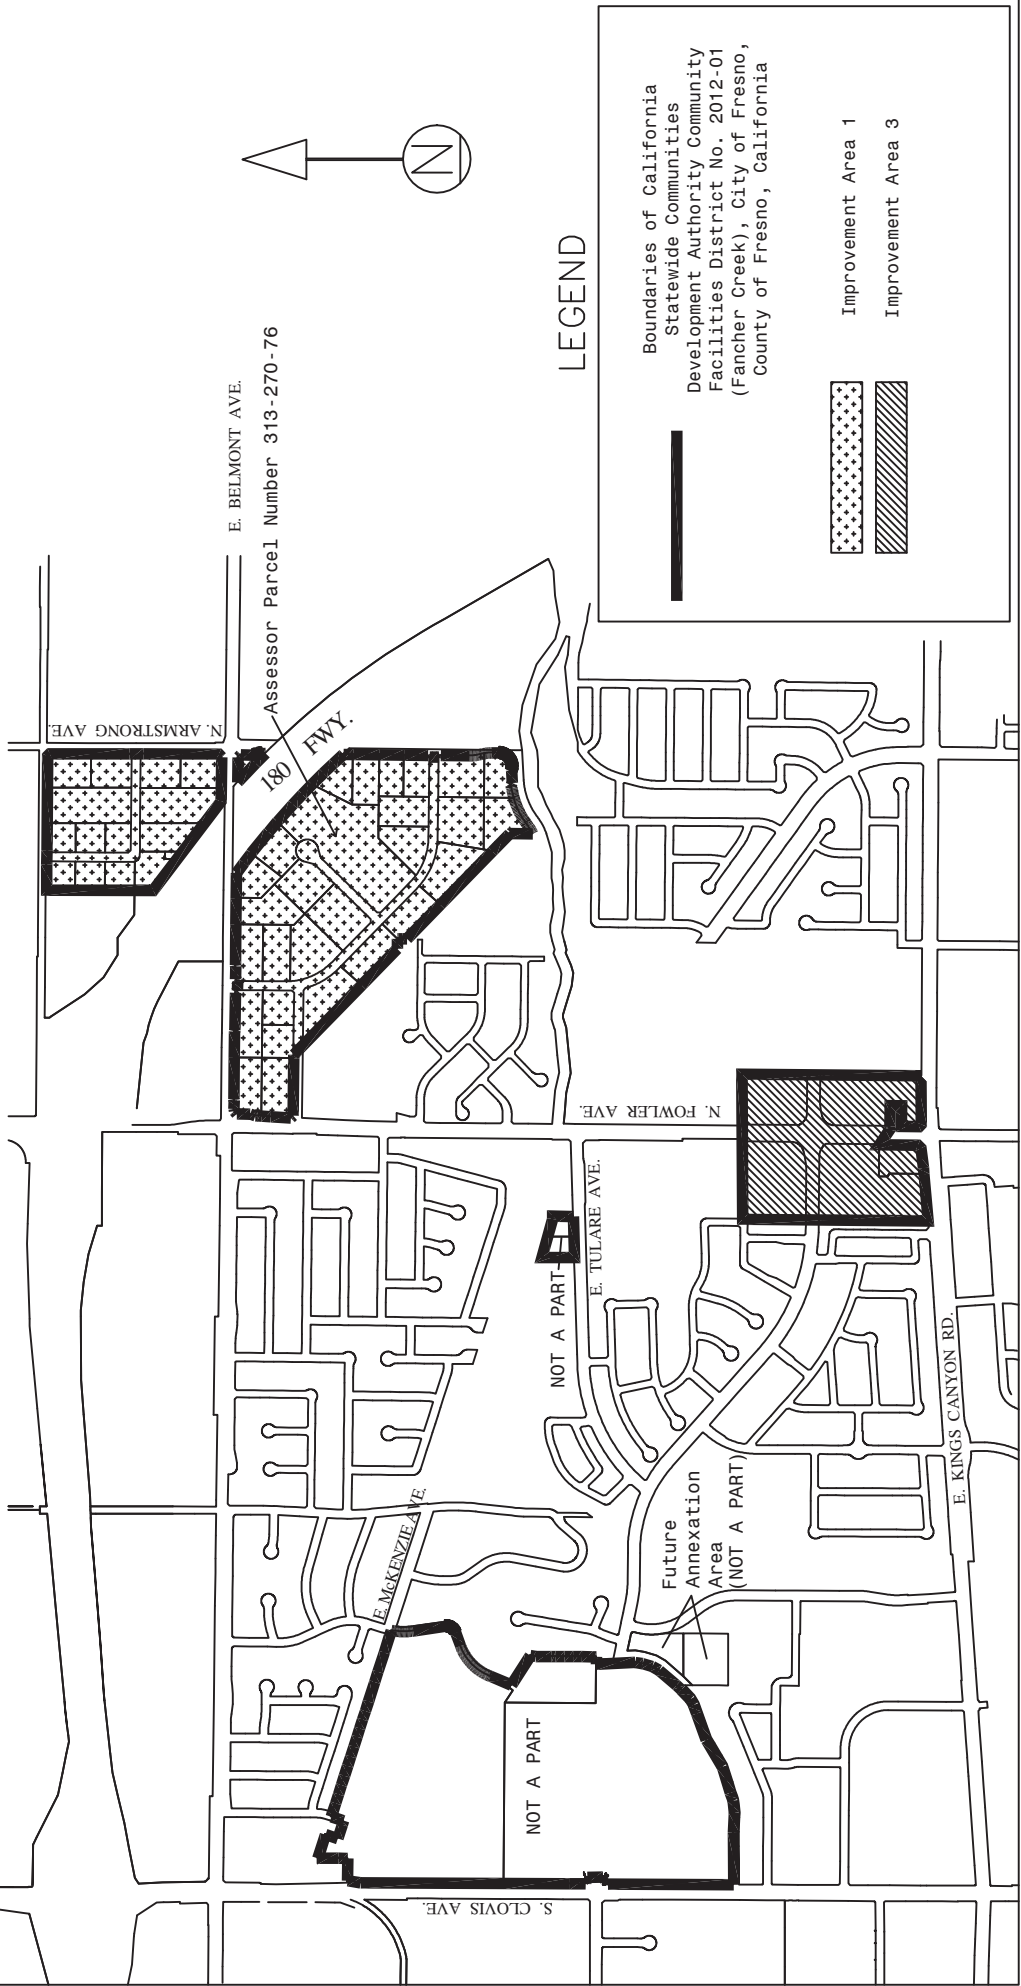 N
LEGEND
Boundaries of California
Statewide Communities
Development Authority Community
Facilities District No. 2012-01
(Fancher Creek), City of Fresno,
County of Fresno, California
Improvement Area 1
Improvement Area 3
E. BELMONT AVE.
Assessor Parcel Number 313-270-76
N. ARMSTRONG AVE.
180 FWY.
N. FOWLER AVE.
E. TULARE AVE.
NOT A PART
E. KINGS CANYON RD.
E. McKENZIE AVE.
Future
Annexation
Area
(NOT A PART)
NOT A PART
S. CLOVIS AVE.